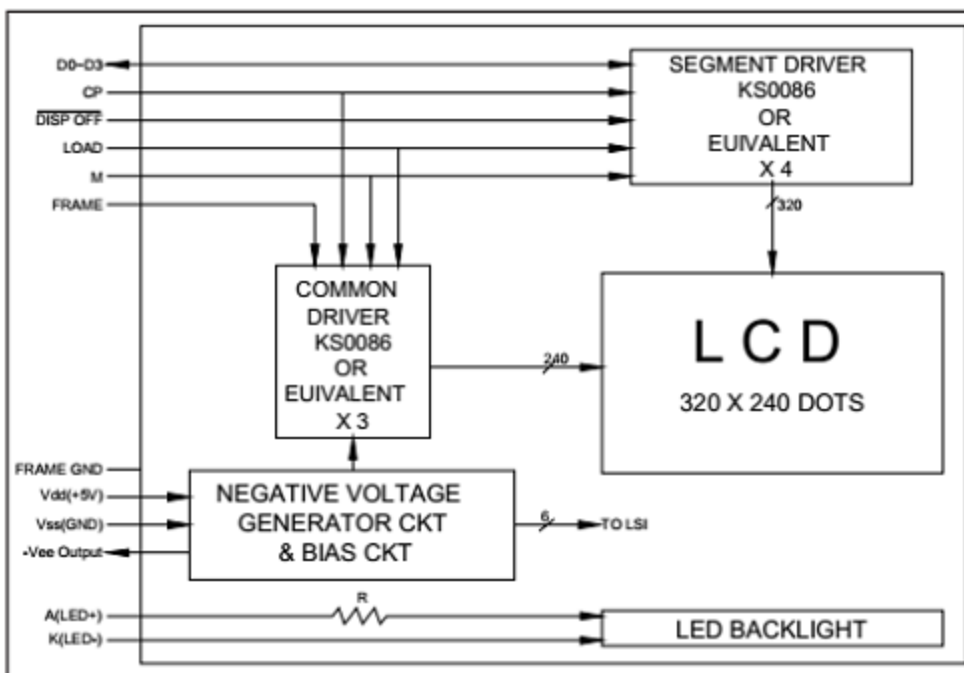 D0~D3
CP
DISP OFF
LOAD
M
FRAME
SEGMENT DRIVER
KS0086
OR
EUIVALENT
X 4
320
COMMON
DRIVER
KS0086
OR
EUIVALENT
X 3
240
L C D
320 X 240 DOTS
FRAME GND
Vdd(+5V)
Vss(GND)
-Vee Output
NEGATIVE VOLTAGE
GENERATOR CKT
& BIAS CKT
6
TO LSI
A(LED+)
K(LED-)
R
LED BACKLIGHT